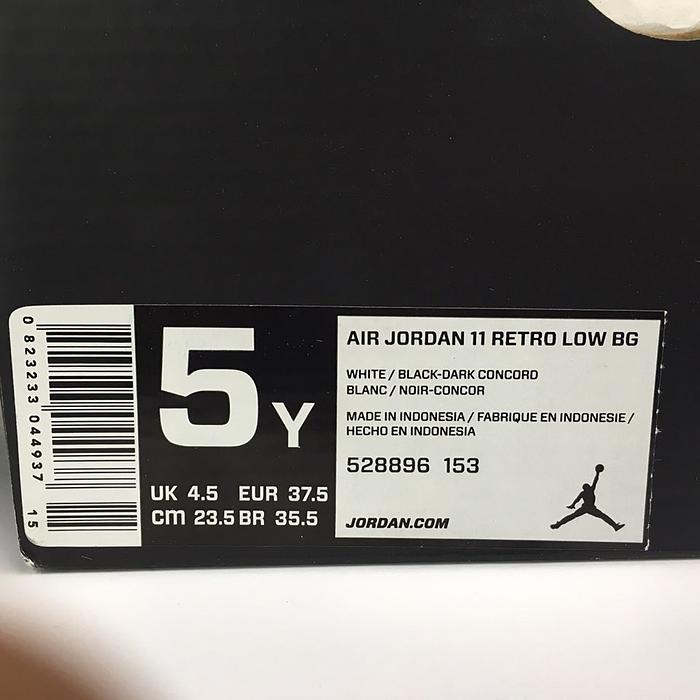 0 823233 044937 15
5Y
UK 4.5 EUR 37.5
cm 23.5 BR 35.5
AIR JORDAN 11 RETRO LOW BG
WHITE / BLACK-DARK CONCORD
BLANC / NOIR-CONCOR
MADE IN INDONESIA / FABRIQUE EN INDONESIE /
HECHO EN INDONESIA
528896 153
JORDAN.COM